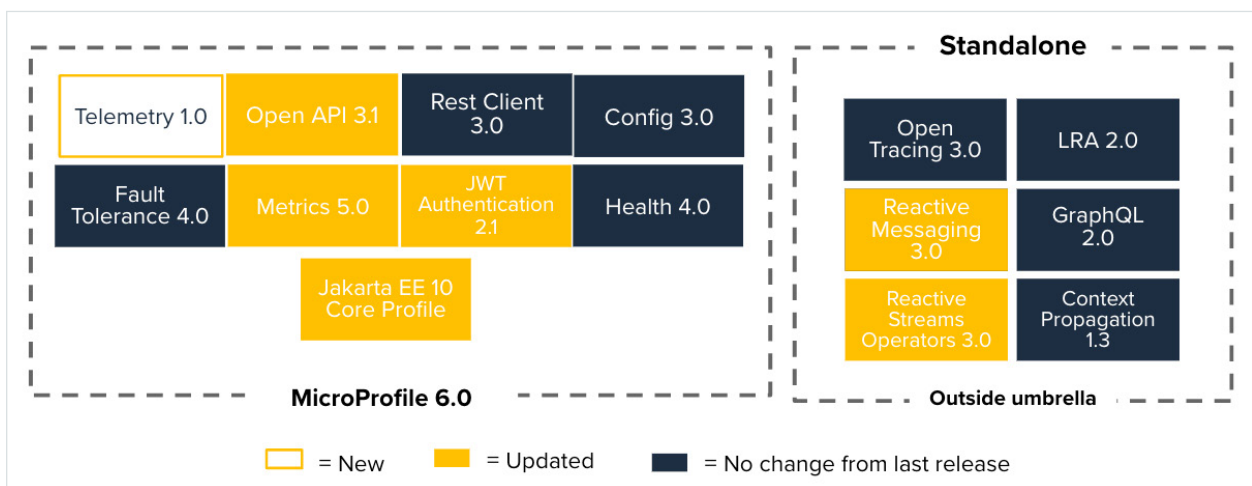 Standalone
Telemetry 1.0
Open API 3.1
Rest Client
3.0
Config 3.0
Fault
Tolerance 4.0
Metrics 5.0
JWT
Authentication
2.1
Health 4.0
Jakarta EE 10
Core Profile
MicroProfile 6.0
Open
Tracing 3.0
LRA 2.0
Reactive
Messaging
3.0
GraphQL
2.0
Reactive
Streams
Operators 3.0
Context
Propagation
1.3
Outside umbrella
= New
= Updated
= No change from last release